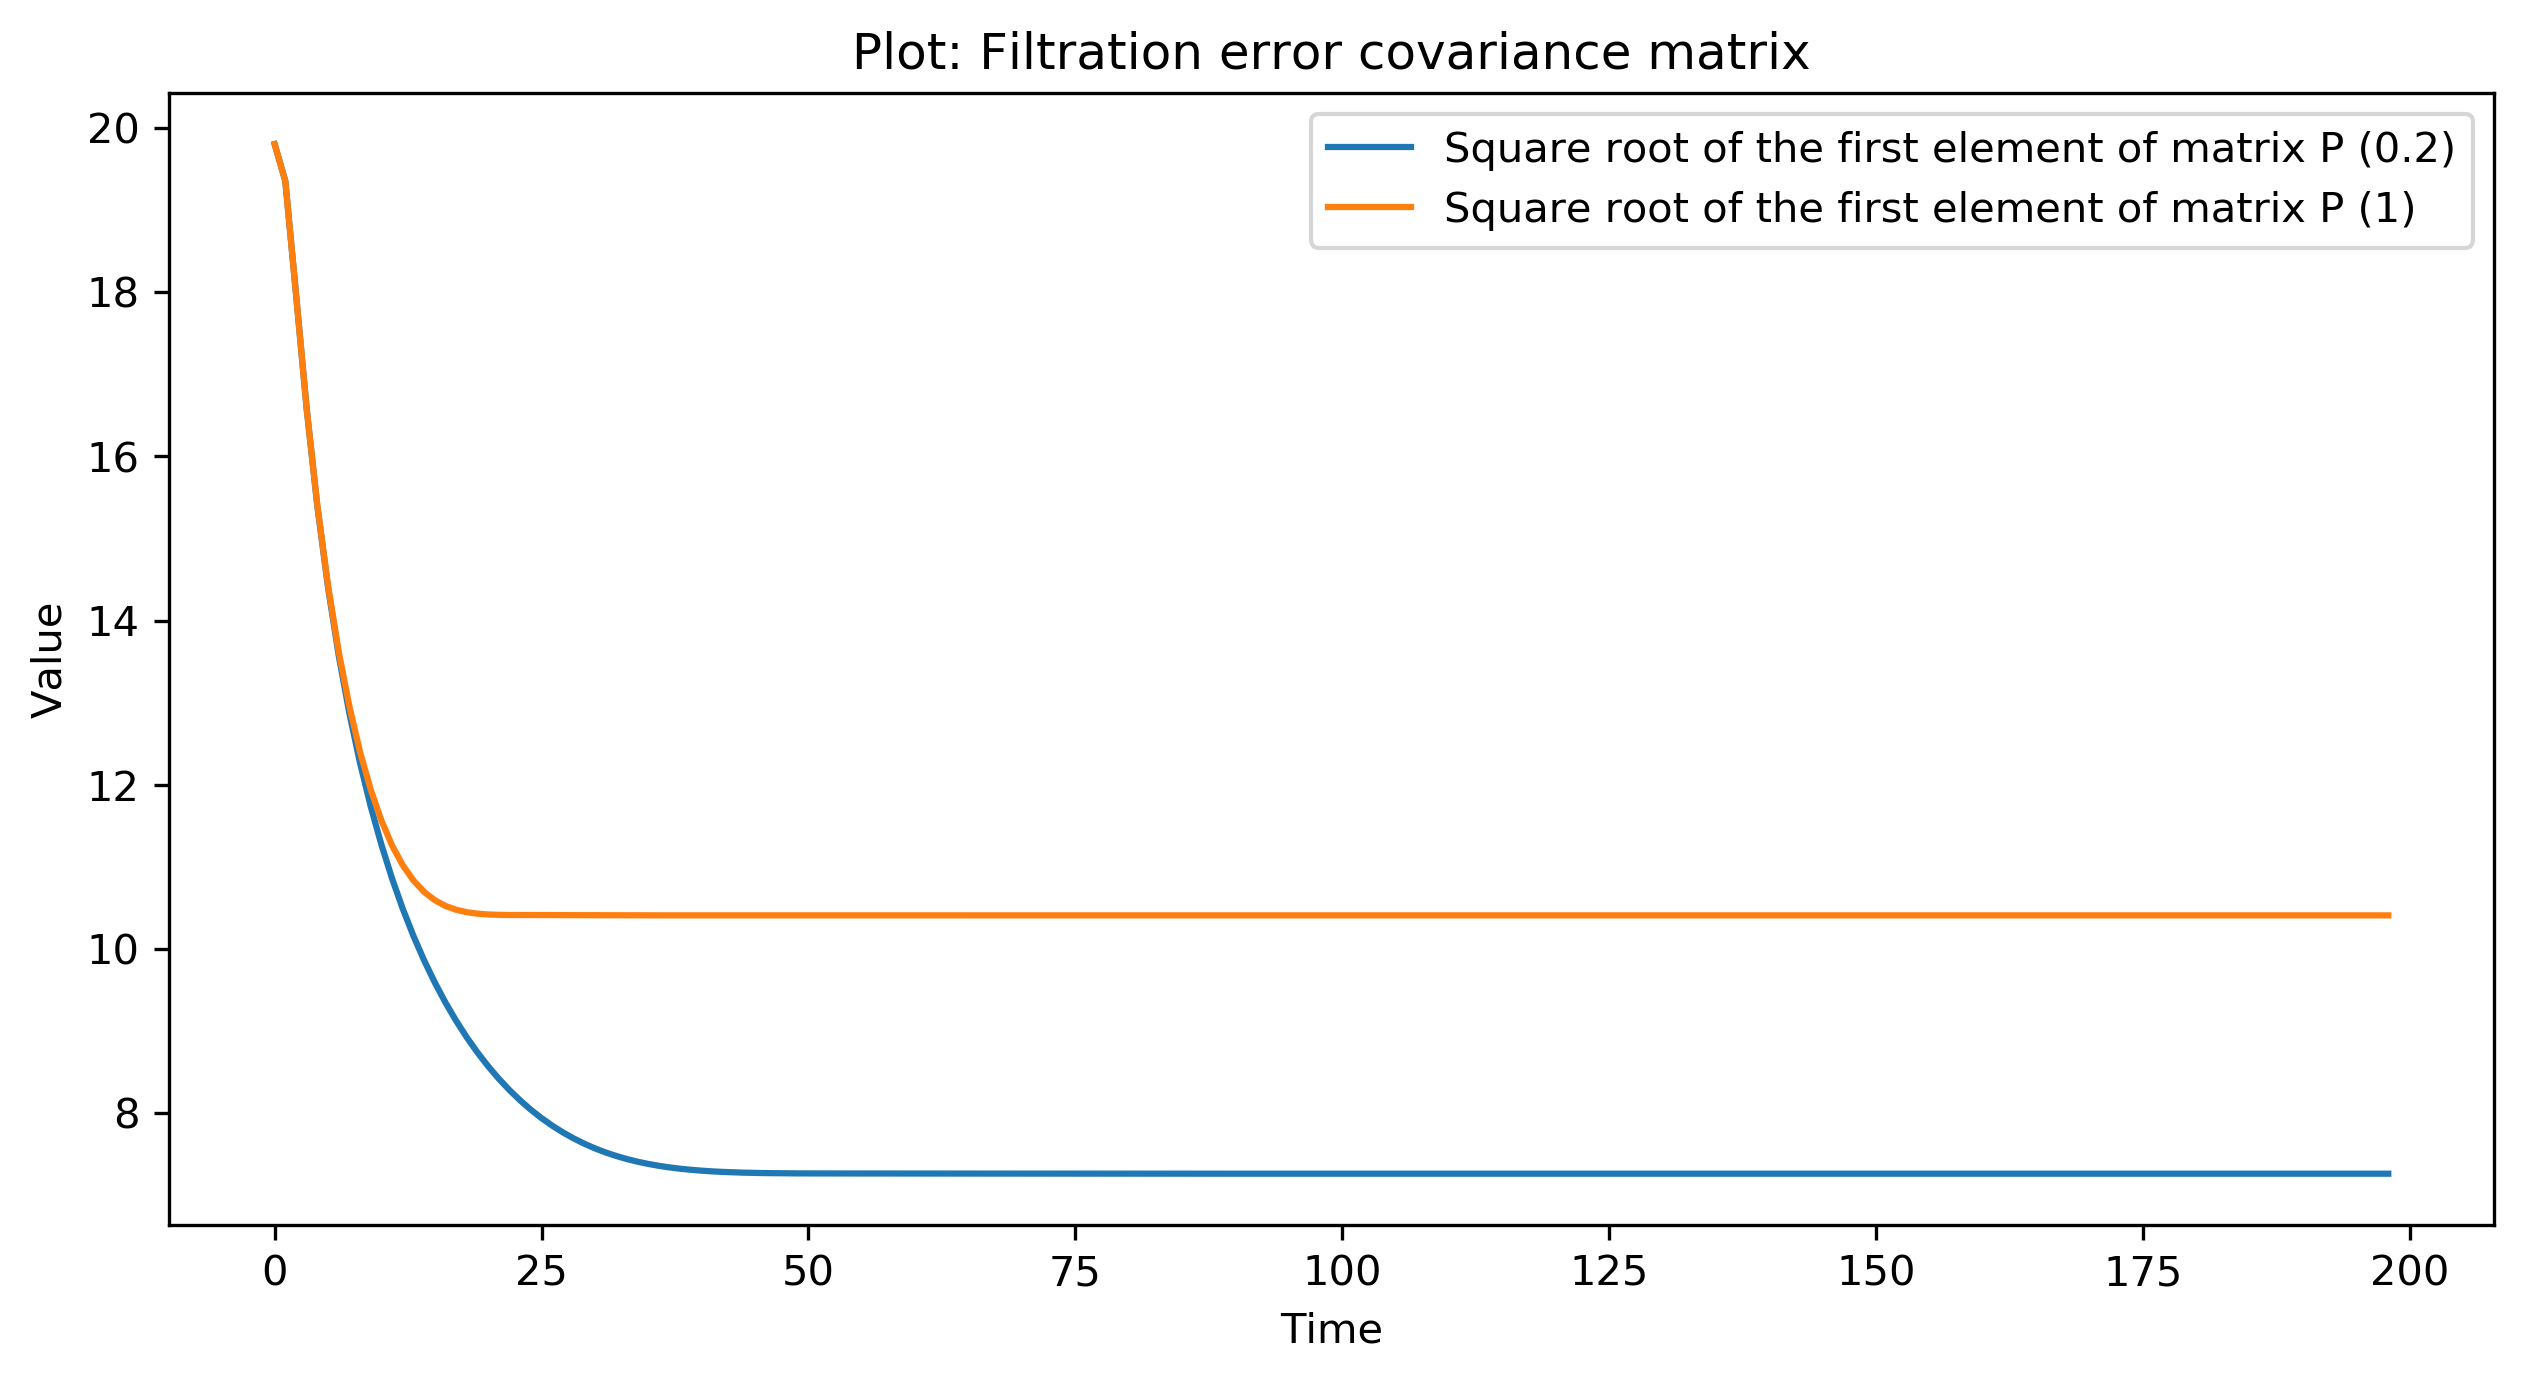 Plot: Filtration error covariance matrix
Square root of the first element of matrix P (0.2)
Square root of the first element of matrix P (1)
20
18
16
14
12
10
8
Value
0 25 50 75 100 125 150 175 200
Time